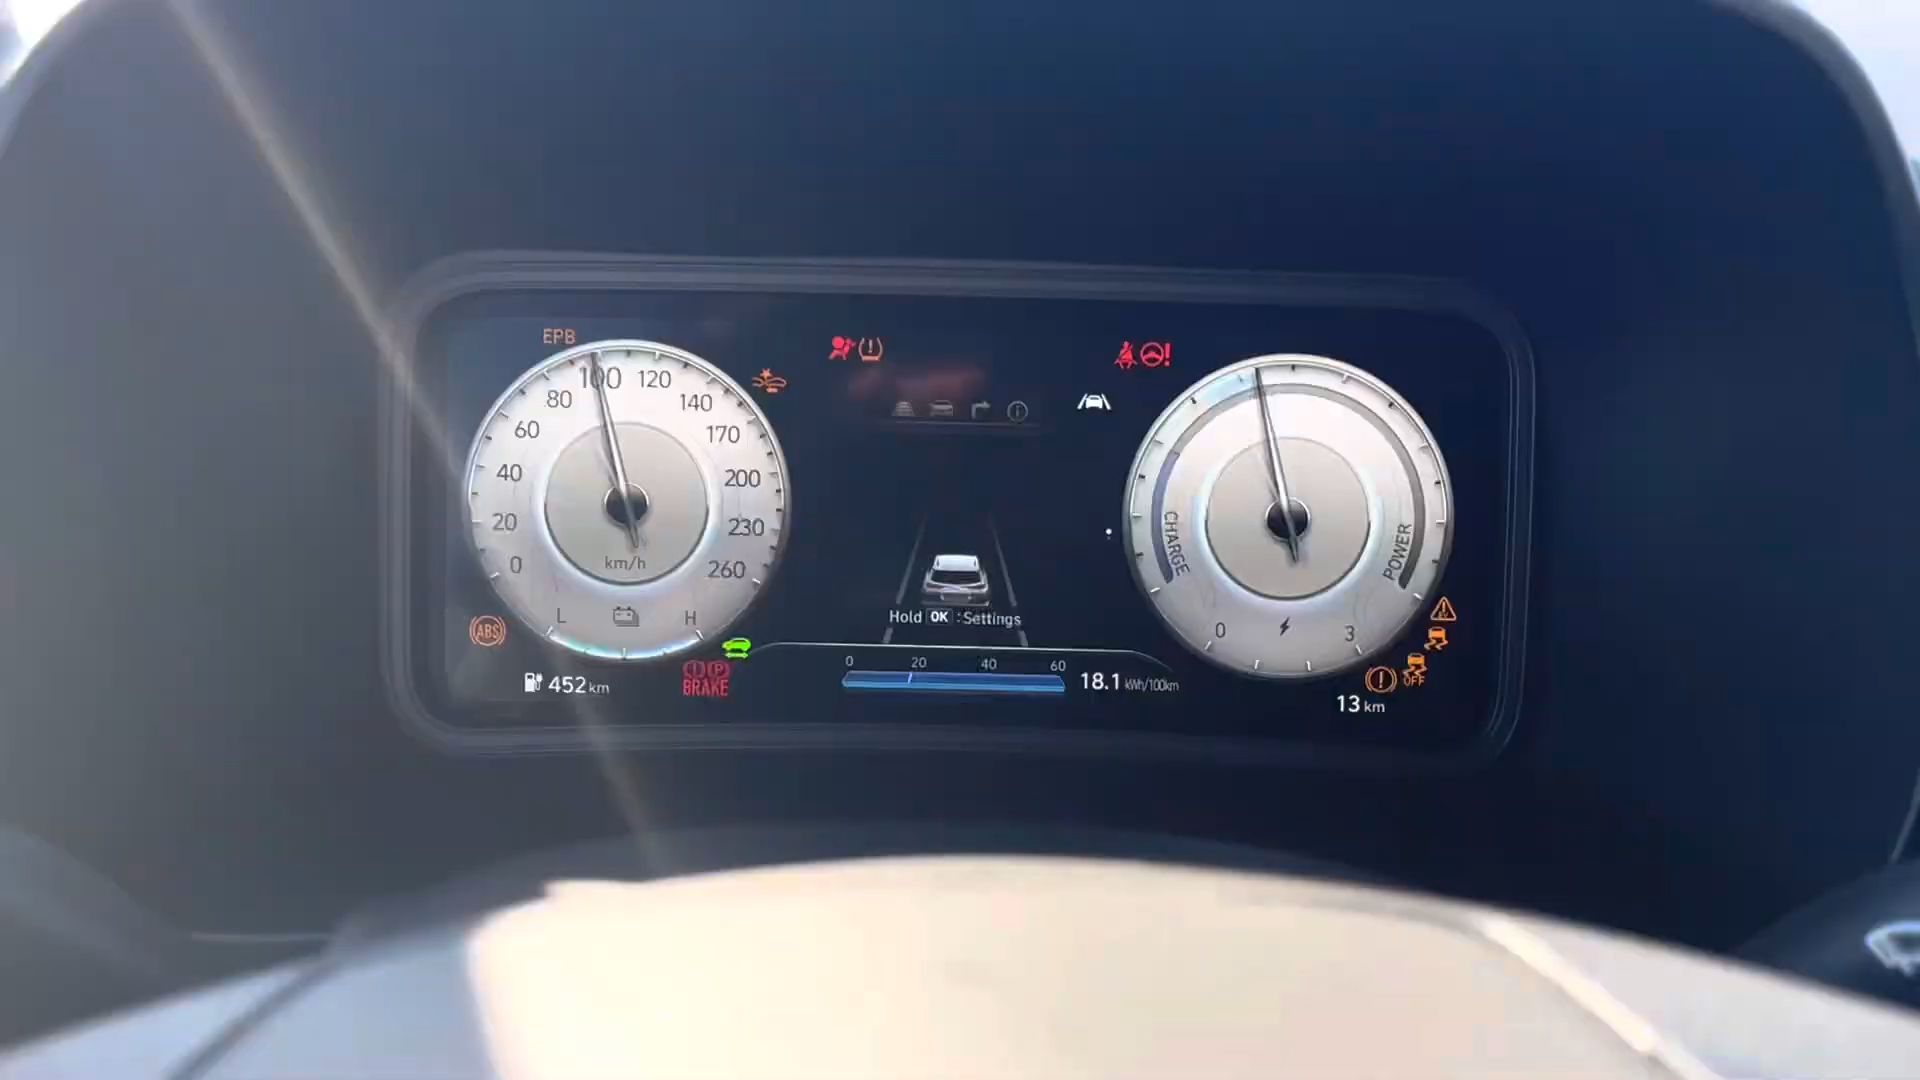 EPB
100 120
80 140
60 170
40 200
20 230
0 260
km/h
L H
ABS
452 km
BRAKE
Hold OK : Settings
0 20 40 60
18.1 kWh/100km
CHARGE
POWER
0 3
OFF
13 km